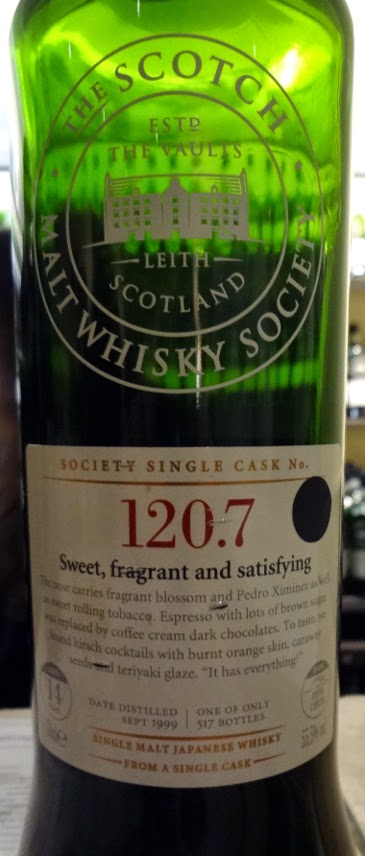 THE SCOTCH
MALT WHISKY SOCIETY
ESTD
THE VAULTS
LEITH
SCOTLAND
SOCIETY SINGLE CASK No.
120.7
Sweet, fragrant and satisfying
The nose carries fragrant blossom and Pedro Ximinez as well
as sweet rolling tobacco. Espresso with lots of brown sugar
was replaced by coffee cream dark chocolates. To taste, we
found kirsch cocktails with burnt orange skin, caraway
seeds and teriyaki glaze. "It has everything!"
14
DATE DISTILLED
SEPT 1999
ONE OF ONLY
517 BOTTLES
SINGLE MALT JAPANESE WHISKY
FROM A SINGLE CASK